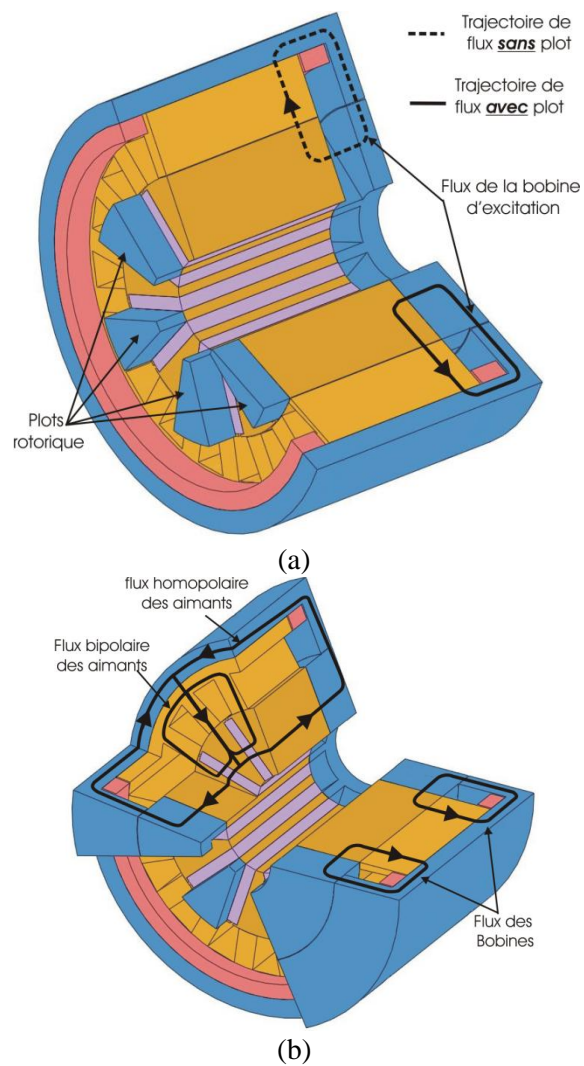 Trajectoire de
flux sans plot
Trajectoire de
flux avec plot
Flux de la bobine
d'excitation
Plots
rotorique
(a)
flux homopolaire
des aimants
Flux bipolaire
des aimants
Flux des
Bobines
(b)